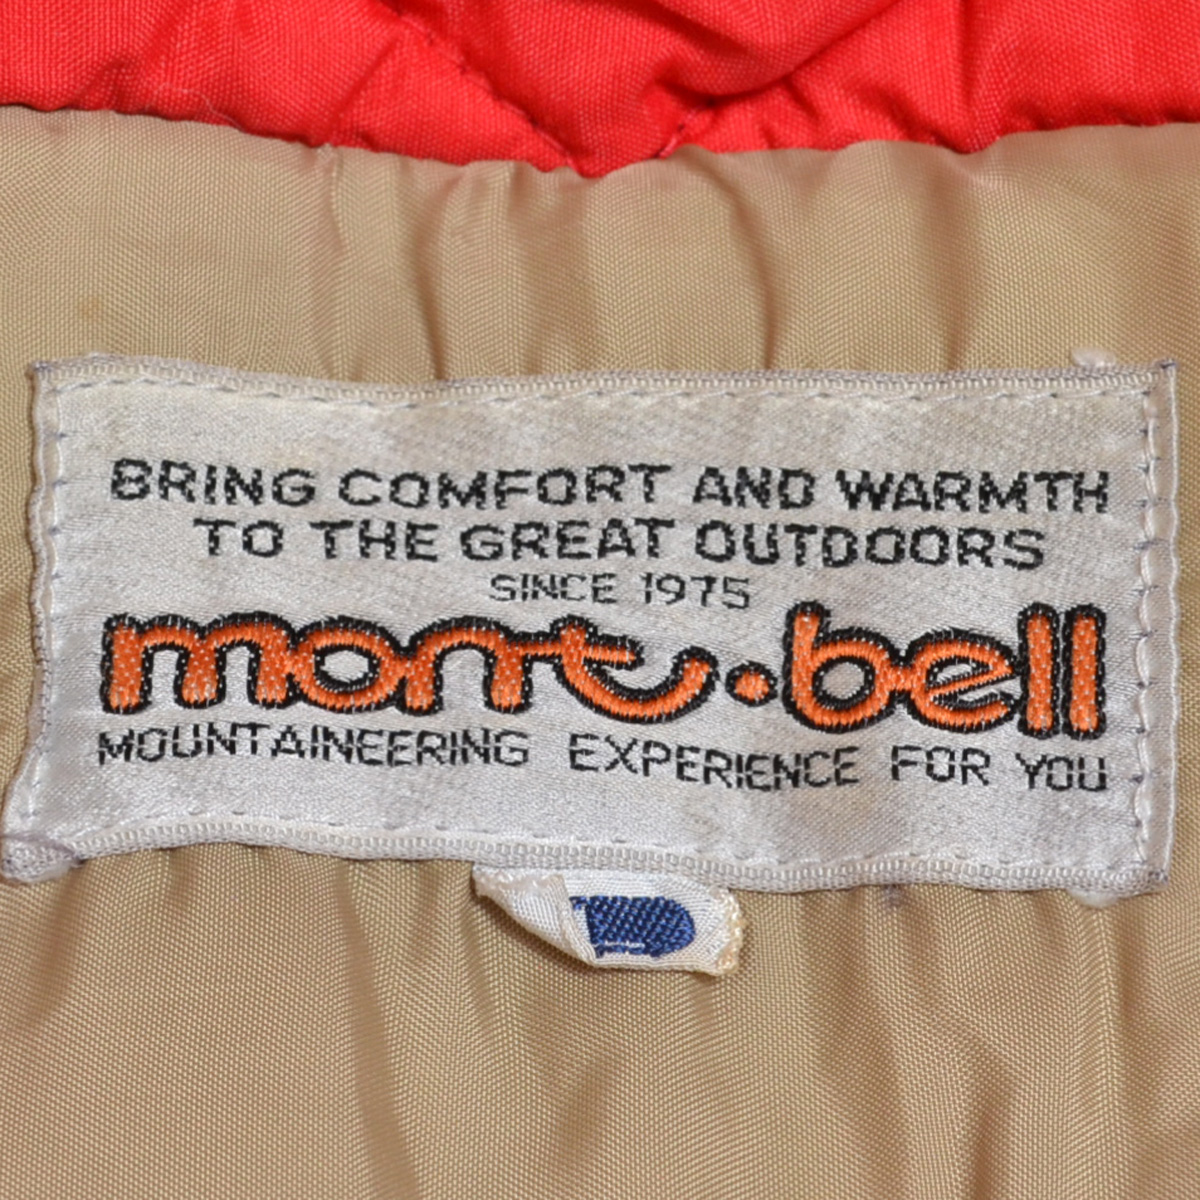 BRING COMFORT AND WARMTH
TO THE GREAT OUTDOORS
SINCE 1975
mont・bell
MOUNTAINEERING EXPERIENCE FOR YOU